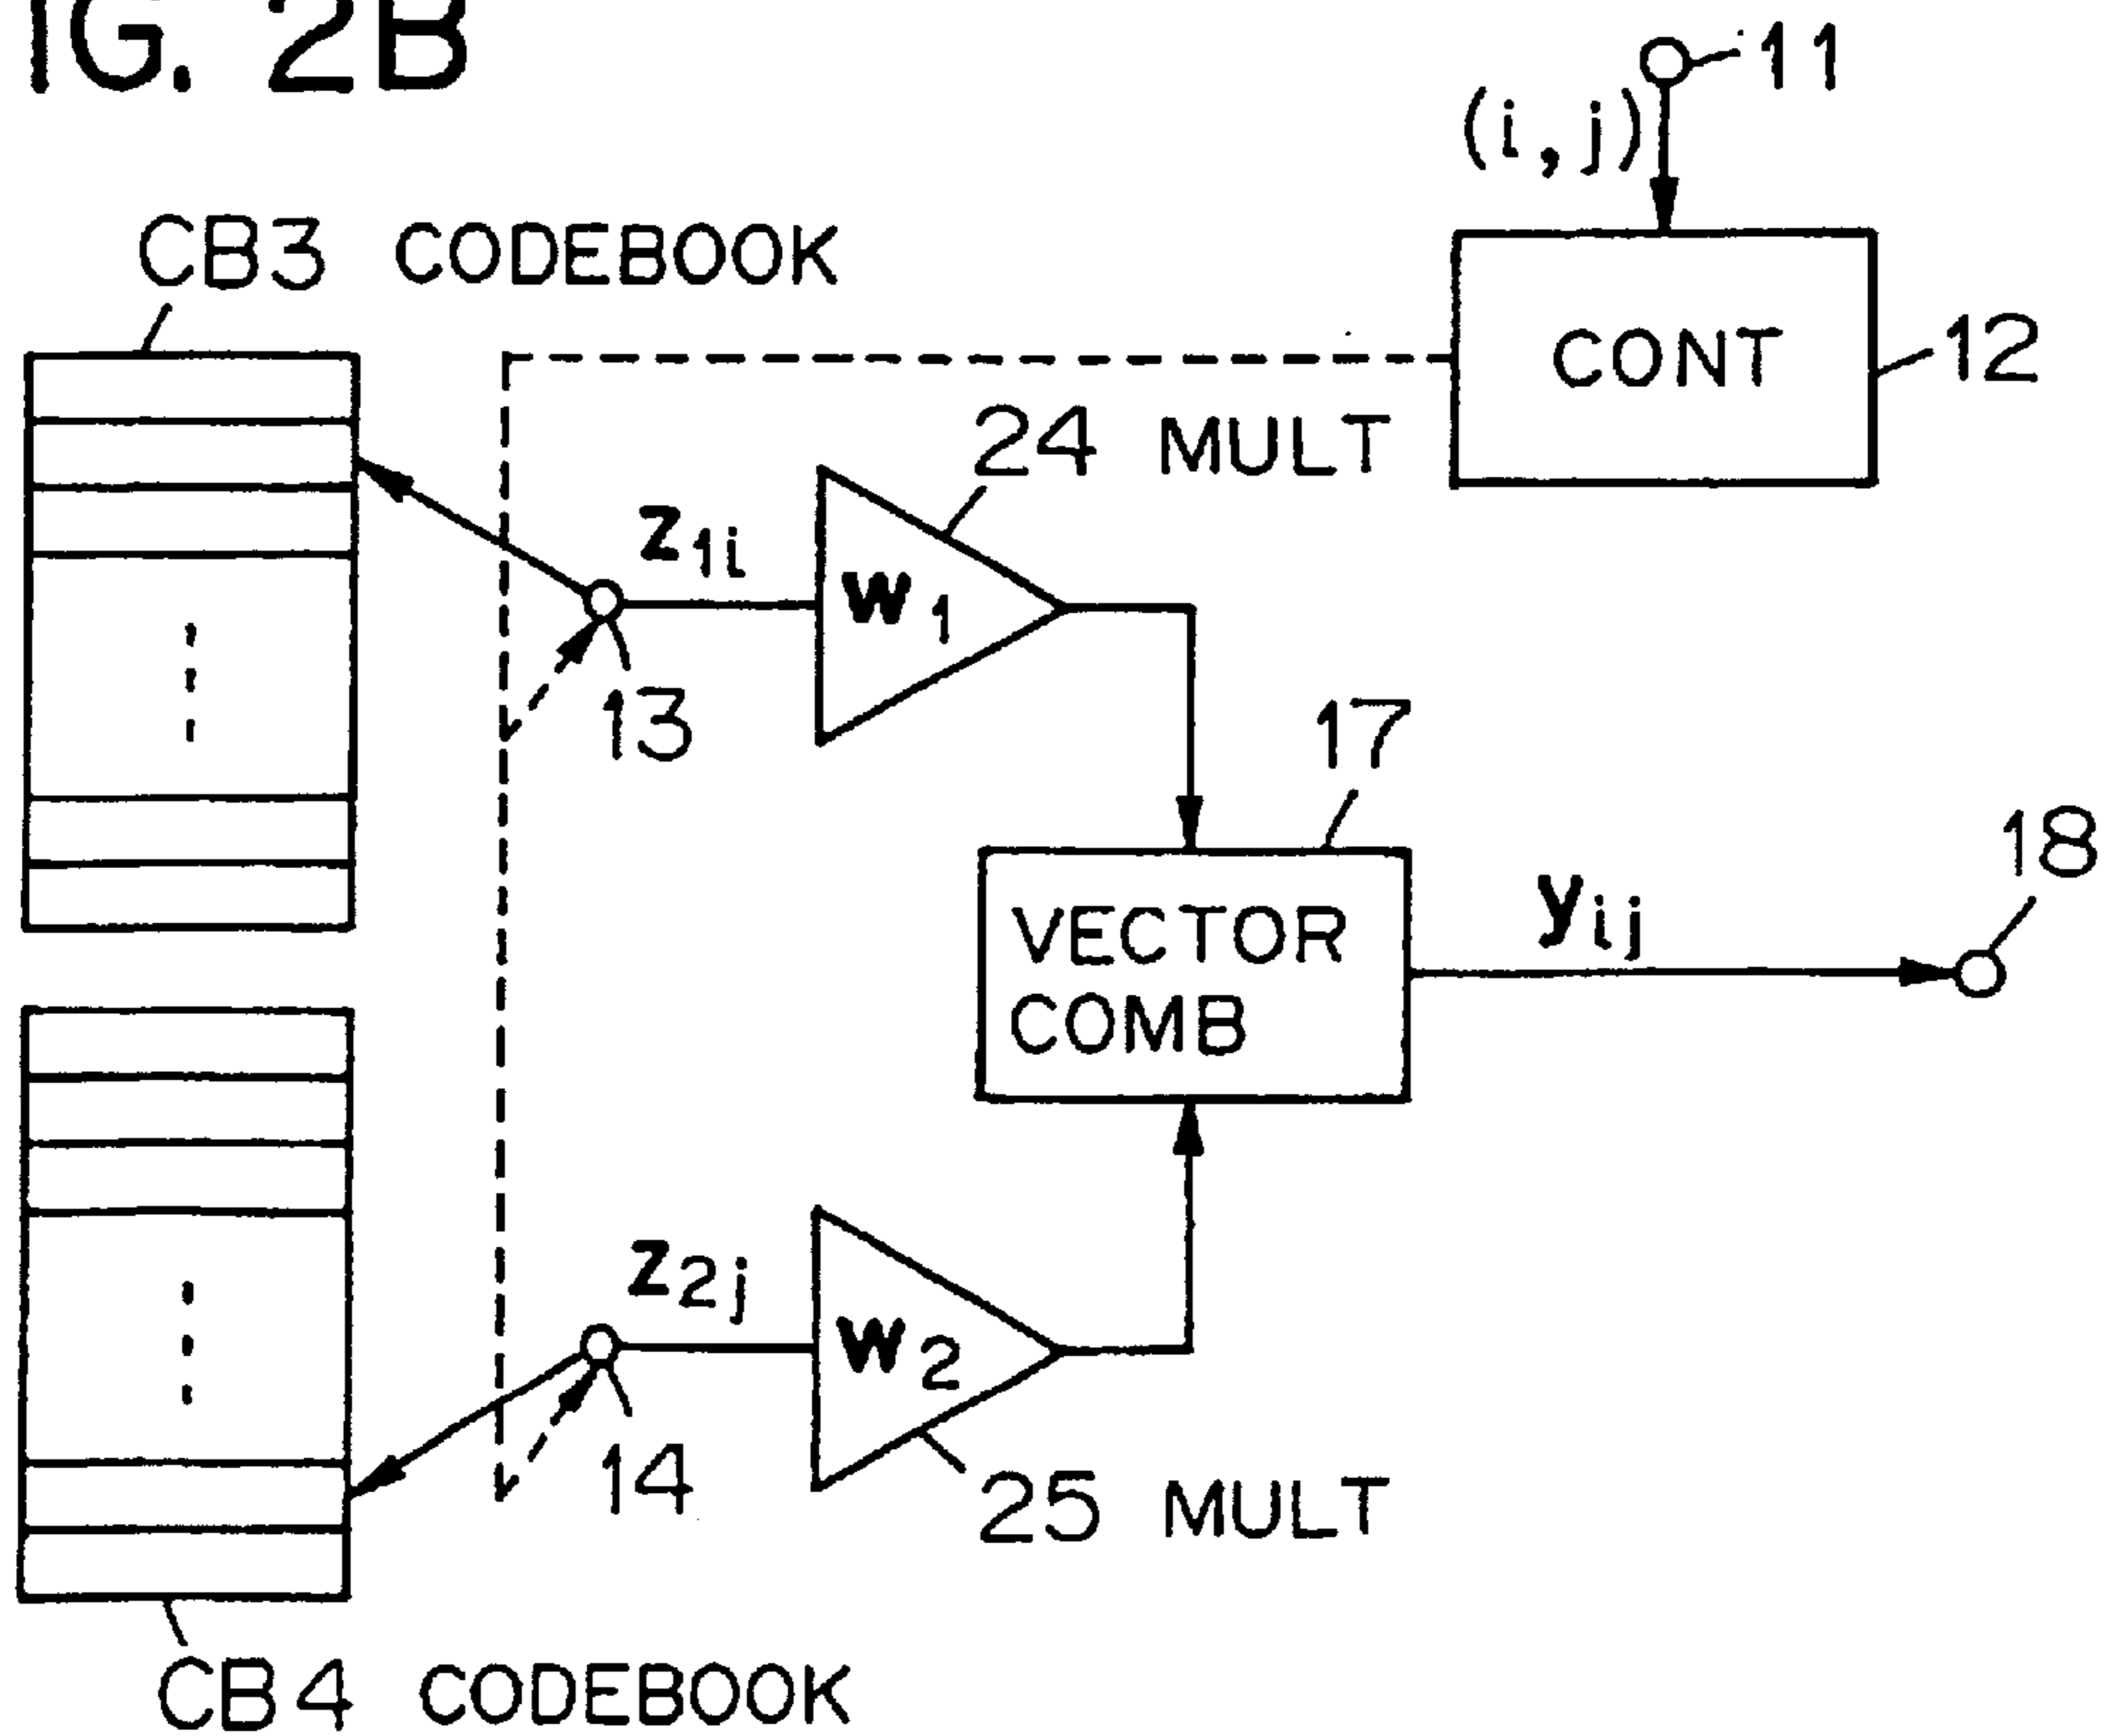 IG. 2B
11
(i,j)
CB3 CODEBOOK
CONT
12
24 MULT
z1i
w1
13
17
18
VECTOR
COMB
yij
z2j
w2
14
25 MULT
CB4 CODEBOOK